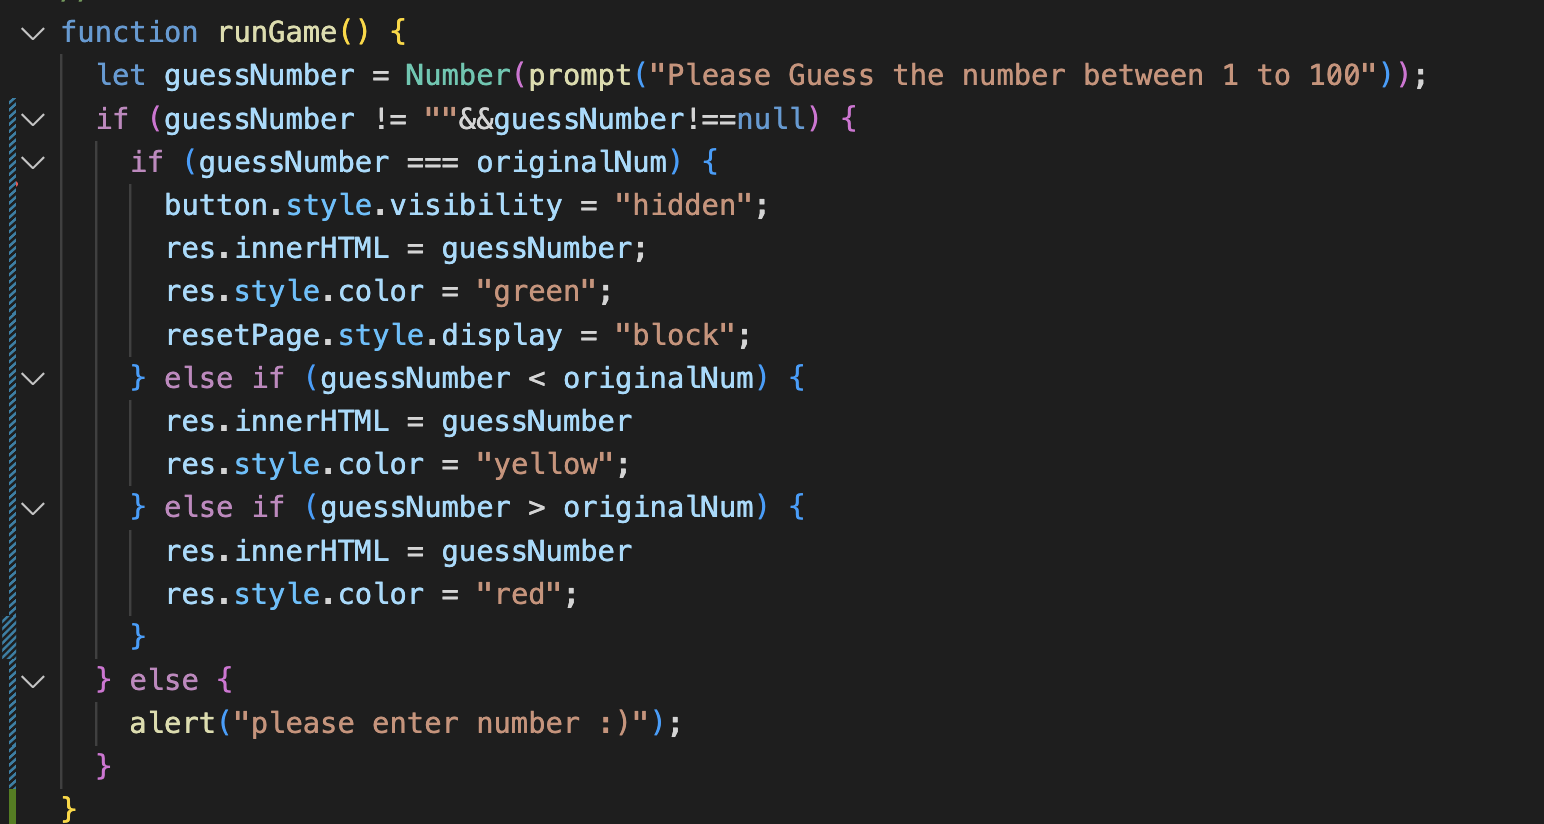 function runGame() {
let guessNumber = Number(prompt("Please Guess the number between 1 to 100"));
if (guessNumber != ""&&guessNumber!==null) {
if (guessNumber === originalNum) {
button.style.visibility = "hidden";
res.innerHTML = guessNumber;
res.style.color = "green";
resetPage.style.display = "block";
} else if (guessNumber < originalNum) {
res.innerHTML = guessNumber
res.style.color = "yellow";
} else if (guessNumber > originalNum) {
res.innerHTML = guessNumber
res.style.color = "red";
}
} else {
alert("please enter number :)");
}
}